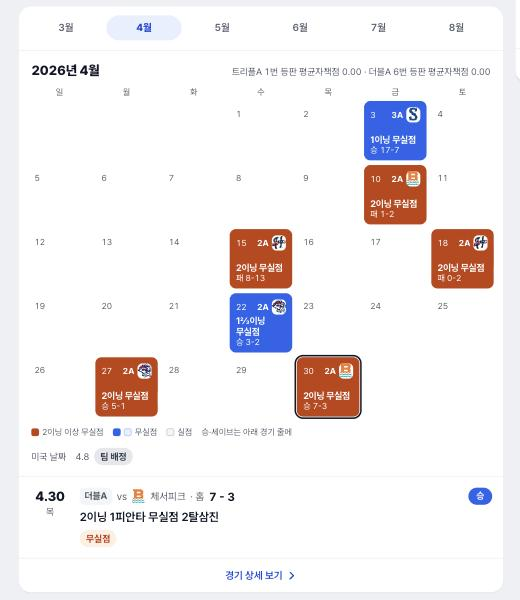 3월 4월 5월 6월 7월 8월
2026년 4월
트리플A 1번 등판 평균자책점 0.00 · 더블A 6번 등판 평균자책점 0.00
일 월 화 수 목 금 토
1 2 3 3A 4
1이닝 무실점
승 17-7
5 6 7 8 9 10 2A 11
2이닝 무실점
패 1-2
12 13 14 15 2A 16 17 18 2A
2이닝 무실점 2이닝 무실점
패 8-13 패 0-2
19 20 21 22 2A 23 24 25
1⅔이닝
무실점
승 3-2
26 27 2A 28 29 30 2A
2이닝 무실점 2이닝 무실점
승 5-1 승 7-3
2이닝 이상 무실점 무실점 실점 승·세이브는 아래 경기 줄에
미국 날짜 4.8 팀 배정
4.30 더블A vs 체서피크 · 홈 7 - 3 승
목 2이닝 1피안타 무실점 2탈삼진
무실점
경기 상세 보기